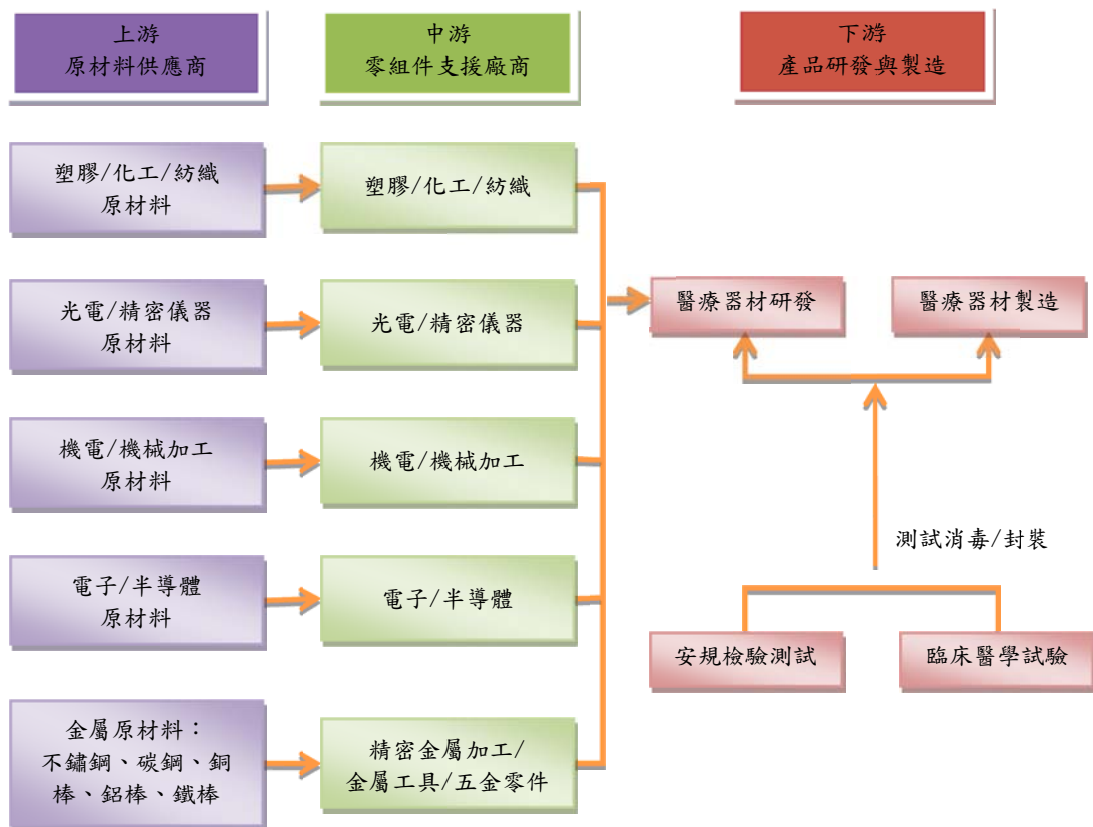 上游
原材料供應商
中游
零組件支援廠商
下游
產品研發與製造
塑膠/化工/紡織
原材料
塑膠/化工/紡織
光電/精密儀器
原材料
光電/精密儀器
醫療器材研發
醫療器材製造
機電/機械加工
原材料
機電/機械加工
測試消毒/封裝
電子/半導體
原材料
電子/半導體
安規檢驗測試
臨床醫學試驗
金屬原材料：
不鏽鋼、碳鋼、銅
棒、鋁棒、鐵棒
精密金屬加工/
金屬工具/五金零件